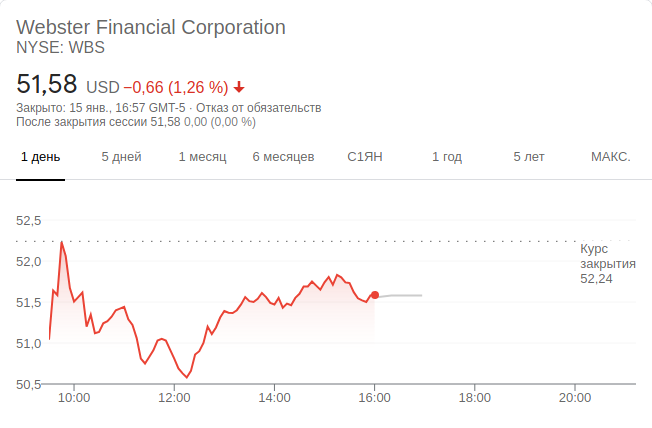 Webster Financial Corporation
NYSE: WBS
51,58 USD −0,66 (1,26 %)
Закрыто: 15 янв., 16:57 GMT-5 · Отказ от обязательств
После закрытия сессии 51,58 0,00 (0,00 %)
1 день 5 дней 1 месяц 6 месяцев С1ЯН 1 год 5 лет МАКС.
52,5
52,0
51,5
51,0
50,5
Курс
закрытия
52,24
10:00 12:00 14:00 16:00 18:00 20:00